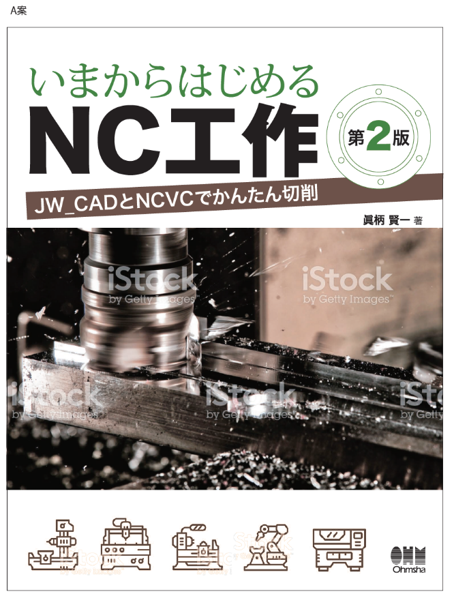 A案
いまからはじめる
NC工作
第2版
JW_CADとNCVCでかんたん切削
眞柄 賢一 著
iStock
by Getty Images
iStock
by Getty Images
iStock
by Getty Images
iStock
by Getty Images
iStock
OHM
Ohmsha